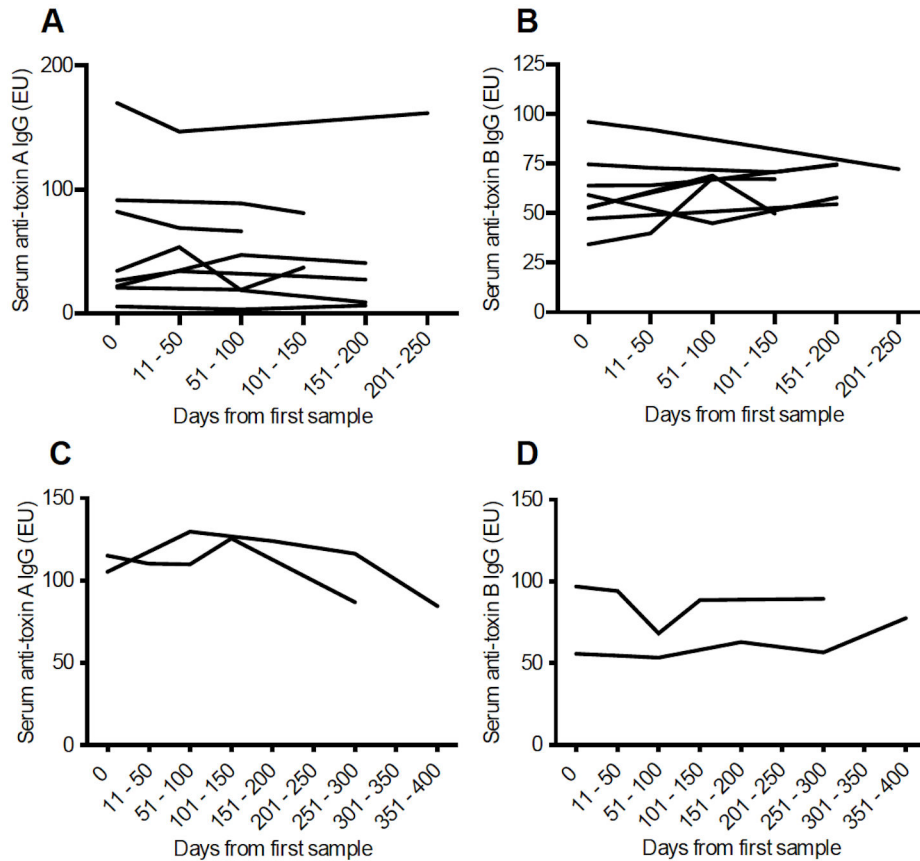 A
Serum anti-toxin A IgG (EU)
200
100
0
0
11 - 50
51 - 100
101 - 150
151 - 200
201 - 250
Days from first sample
B
Serum anti-toxin B IgG (EU)
125
100
75
50
25
0
0
11 - 50
51 - 100
101 - 150
151 - 200
201 - 250
Days from first sample
C
Serum anti-toxin A IgG (EU)
150
100
50
0
0
11 - 50
51 - 100
101 - 150
151 - 200
201 - 250
251 - 300
301 - 350
351 - 400
Days from first sample
D
Serum anti-toxin B IgG (EU)
150
100
50
0
0
11 - 50
51 - 100
101 - 150
151 - 200
201 - 250
251 - 300
301 - 350
351 - 400
Days from first sample